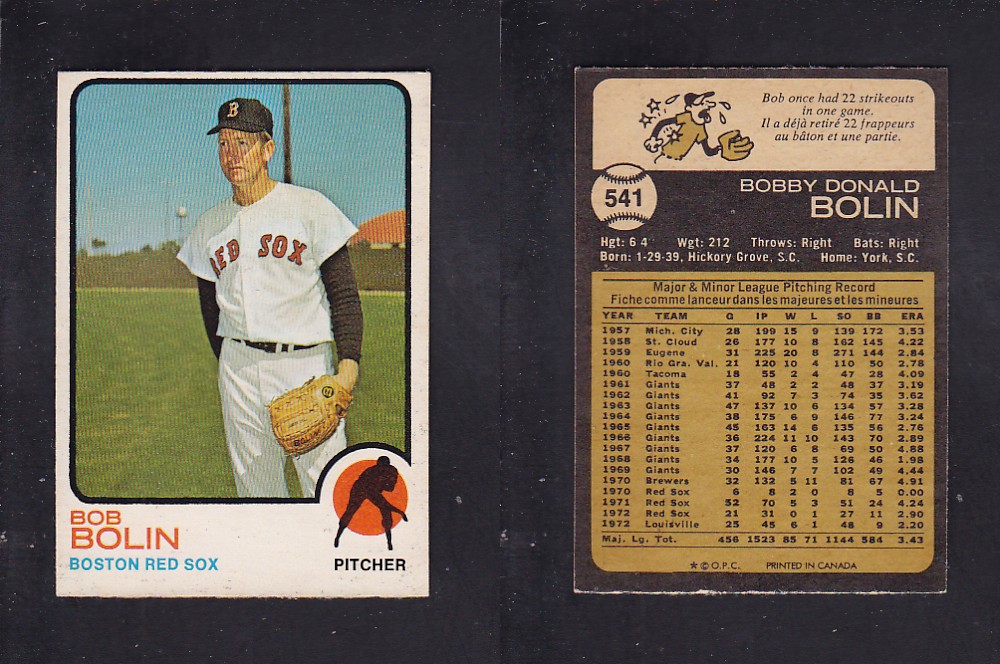 B
RED SOX
BOB
BOLIN
BOSTON RED SOX
PITCHER
Bob once had 22 strikeouts
in one game.
Il a déjà retiré 22 frappeurs
au bâton et une partie.
541
BOBBY DONALD
BOLIN
Hgt: 6 4 Wgt: 212 Throws: Right Bats: Right
Born: 1-29-39, Hickory Grove, S.C. Home: York, S.C.
Major & Minor League Pitching Record
Fiche comme lanceur dans les majeures et les mineures
YEAR TEAM G IP W L SO BB ERA
1957 Mich. City 28 199 15 9 139 172 3.53
1958 St. Cloud 26 177 10 8 162 145 4.22
1959 Eugene 31 225 20 8 271 144 2.84
1960 Rio Gra. Val. 21 120 10 4 110 50 2.78
1960 Tacoma 18 55 2 4 47 28 4.09
1961 Giants 37 48 2 2 48 37 3.19
1962 Giants 41 92 7 3 74 35 3.62
1963 Giants 47 137 10 6 134 57 3.28
1964 Giants 38 175 6 9 146 77 3.24
1965 Giants 45 163 14 6 135 56 2.76
1966 Giants 36 224 11 10 143 70 2.89
1967 Giants 37 120 6 8 69 50 4.88
1968 Giants 34 177 10 5 126 46 1.98
1969 Giants 30 146 7 7 102 49 4.44
1970 Brewers 32 132 5 11 81 67 4.91
1970 Red Sox 6 8 2 0 8 5 0.00
1971 Red Sox 52 70 5 3 51 24 4.24
1972 Red Sox 21 31 0 1 27 11 2.90
1972 Louisville 25 45 6 1 48 9 2.20
Maj. Lg. Tot. 456 1523 85 71 1144 584 3.43
* © O.P.C. PRINTED IN CANADA